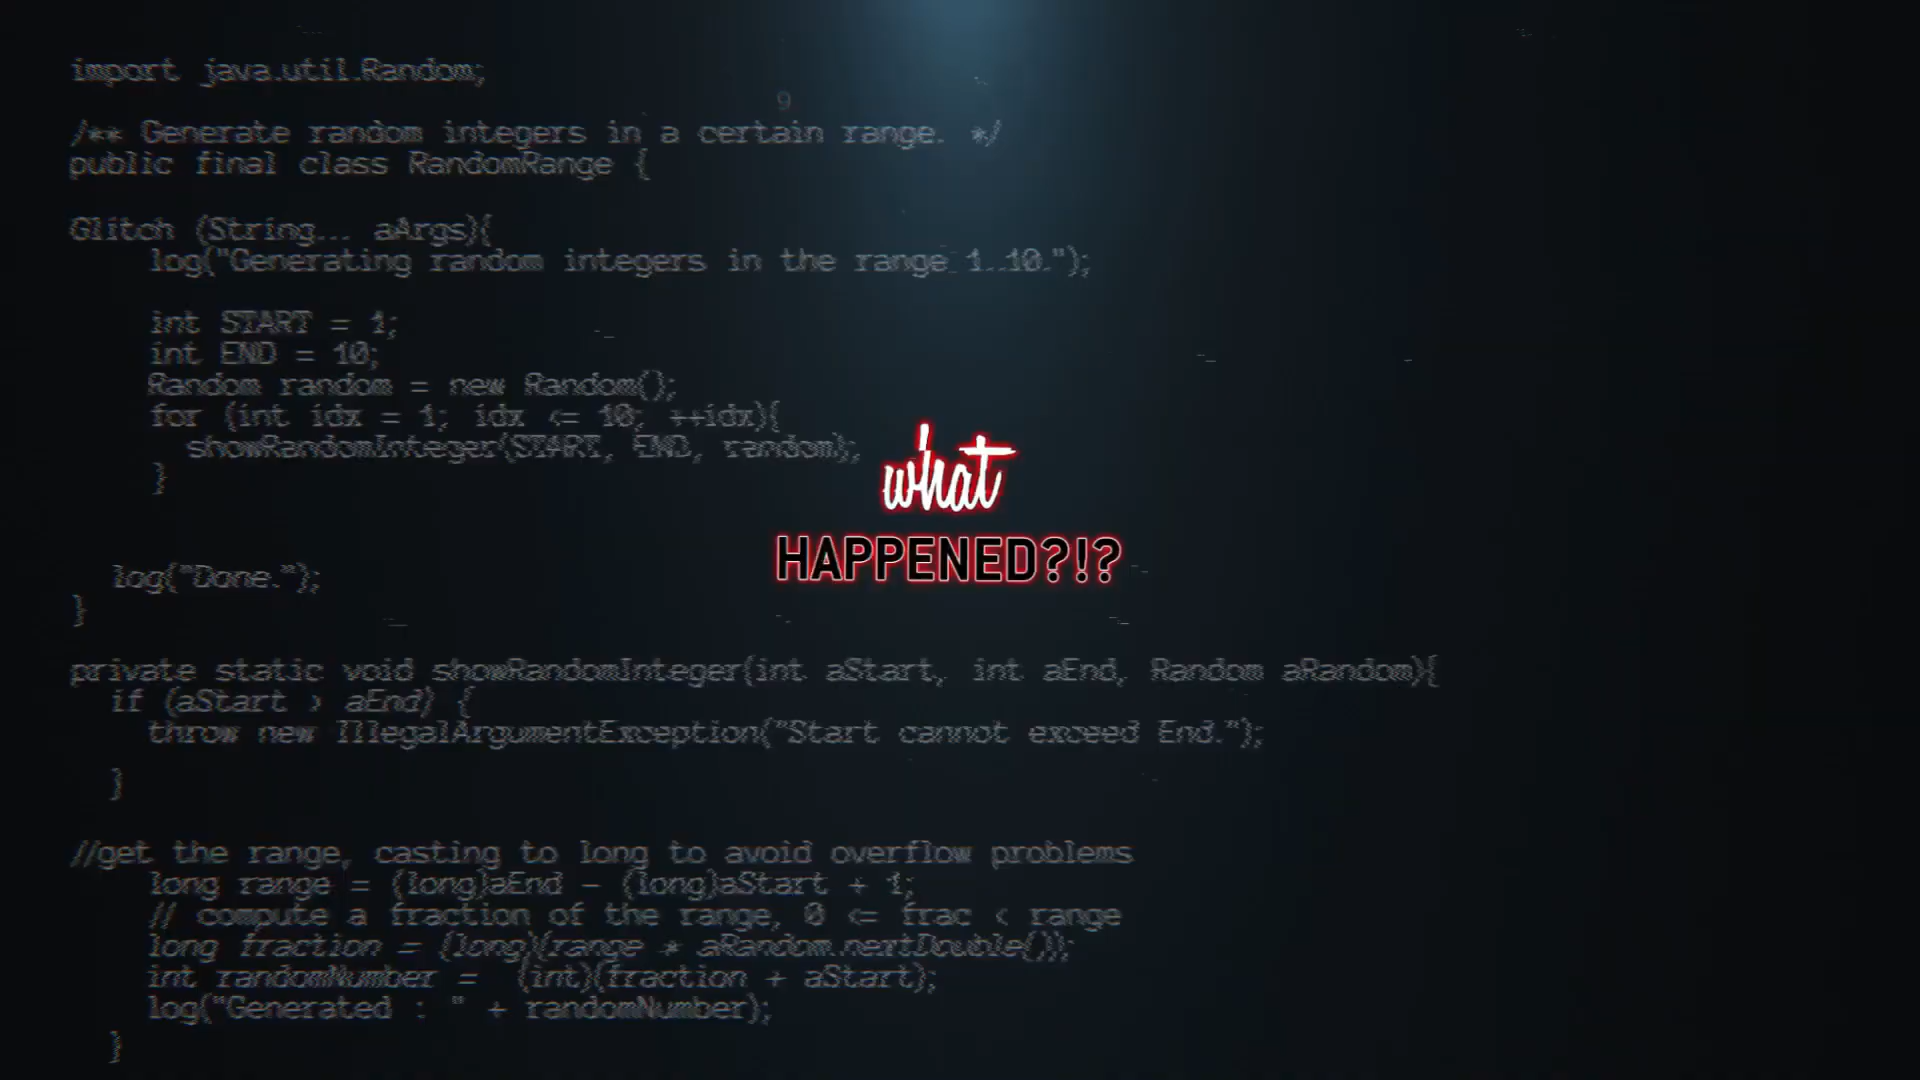 import java.util.Random;
9
/** Generate random integers in a certain range. */
public final class RandomRange {
Glitch (String... aArgs){
log("Generating random integers in the range 1..10.");
int START = 1;
int END = 10;
Random random = new Random();
for (int idx = 1; idx <= 10; ++idx){
showRandomInteger(START, END, random);
}
what
HAPPENED?!?
log("Done.");
}
private static void showRandomInteger(int aStart, int aEnd, Random aRandom){
if (aStart > aEnd) {
throw new IllegalArgumentException("Start cannot exceed End.");
}
//get the range, casting to long to avoid overflow problems
long range = (long)aEnd - (long)aStart + 1;
// compute a fraction of the range, 0 <= frac < range
long fraction = (long)(range * aRandom.nextDouble());
int randomNumber =  (int)(fraction + aStart);
log("Generated : " + randomNumber);
}